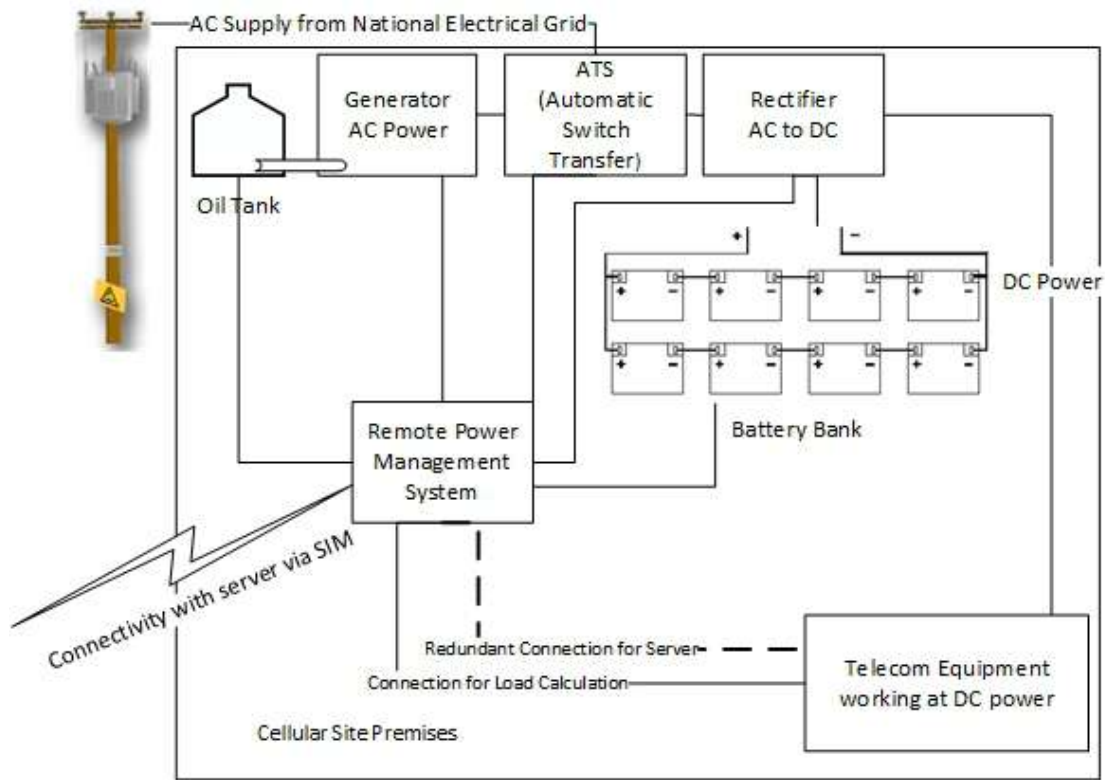 AC Supply from National Electrical Grid
Generator
AC Power
ATS
(Automatic
Switch
Transfer)
Rectifier
AC to DC
Oil Tank
+ -
+ - + - + - + -
DC Power
+ - + - + - + -
Battery Bank
Remote Power
Management
System
Connectivity with server via SIM
Redundant Connection for Server
Connection for Load Calculation
Telecom Equipment
working at DC power
Cellular Site Premises